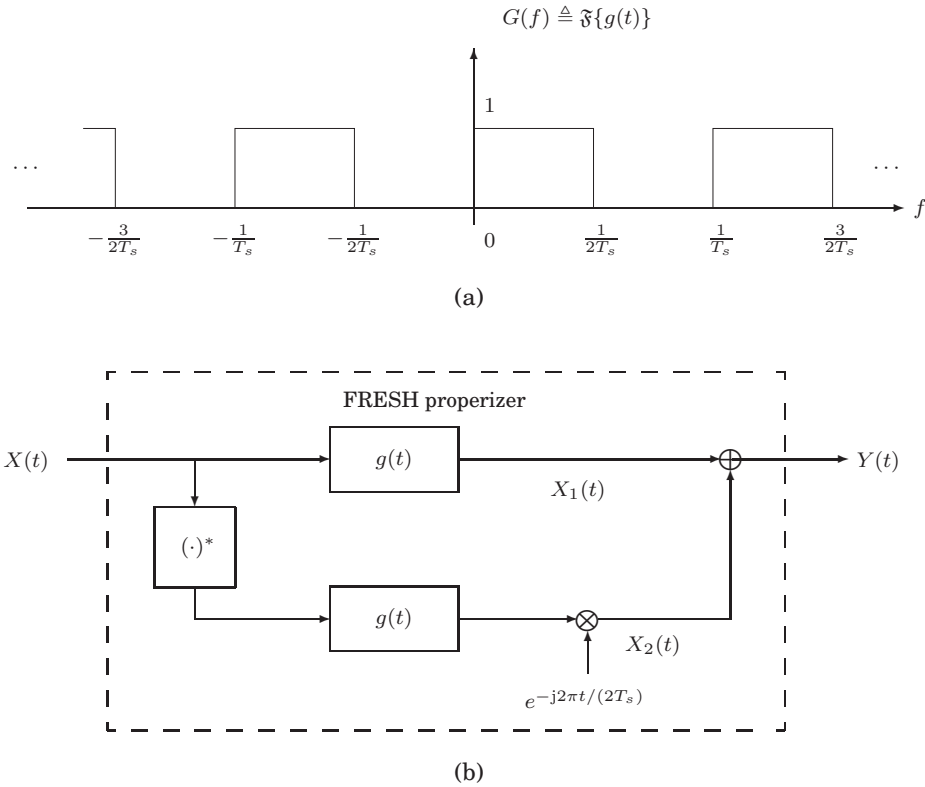 G(f) ≜ 𝔉{g(t)}
1
... ...
f
-3/(2T_s) -1/T_s -1/(2T_s) 0 1/(2T_s) 1/T_s 3/(2T_s)
(a)
FRESH properizer
X(t) g(t) Y(t)
X_1(t)
(·)*
g(t)
X_2(t)
e^{-j2πt/(2T_s)}
(b)